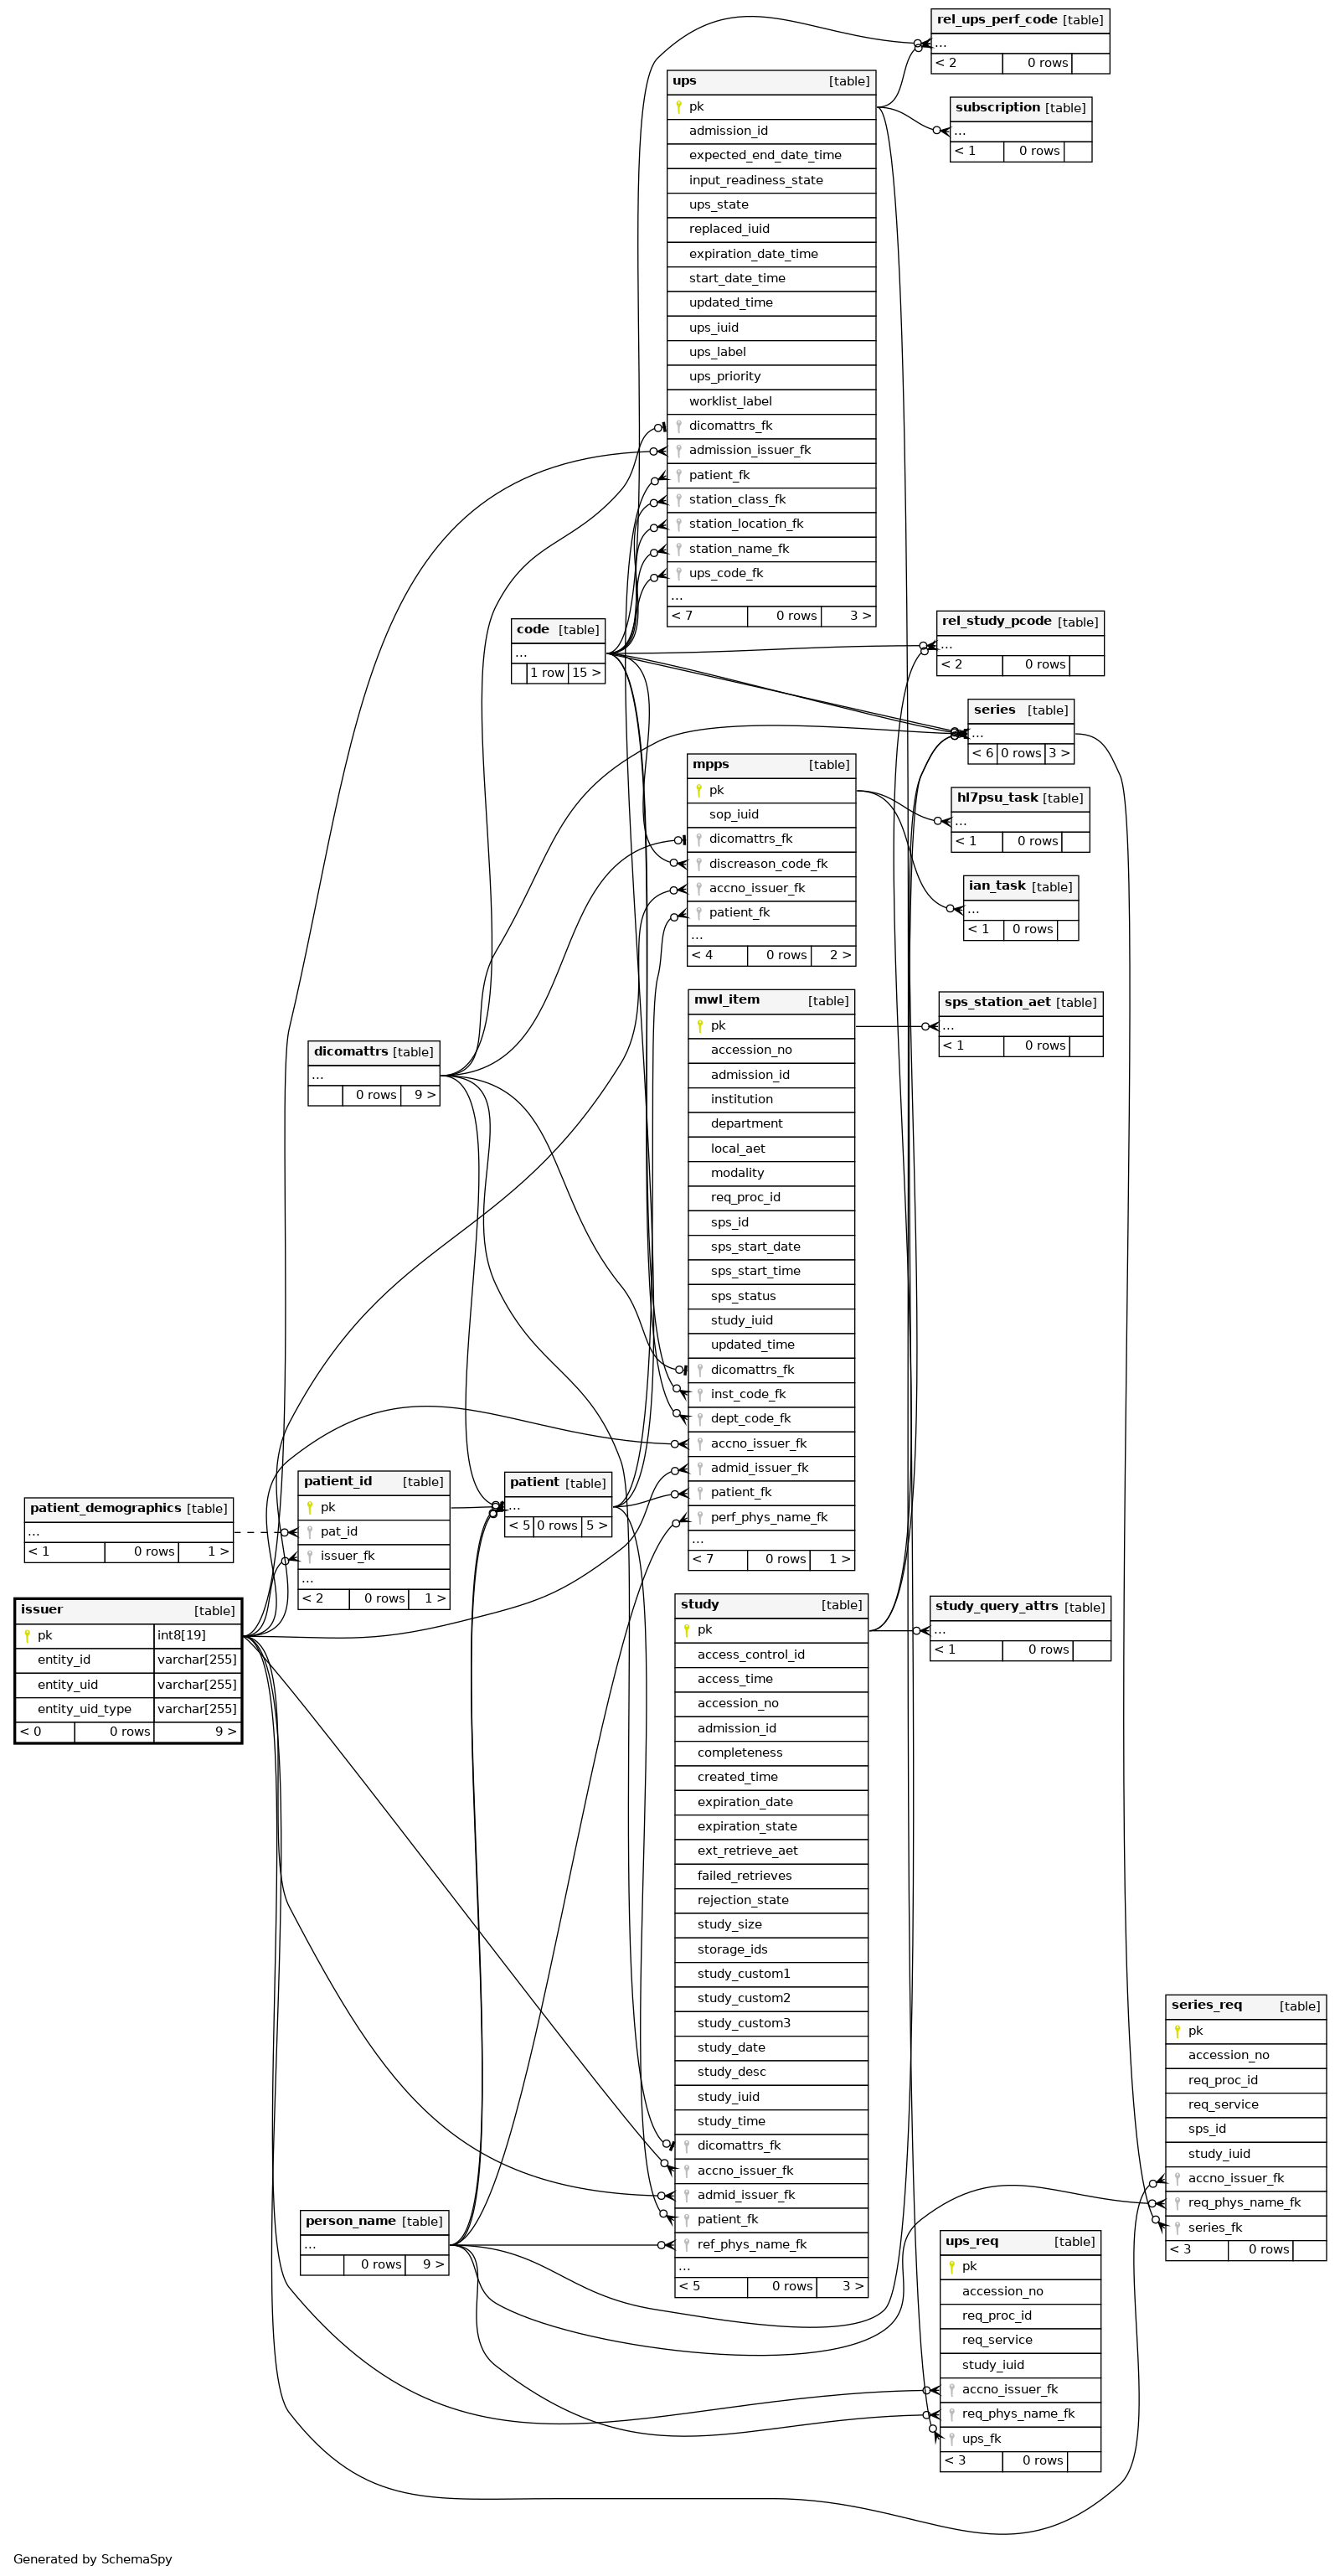 rel_ups_perf_code [table]
...
< 2 0 rows
ups [table]
pk
admission_id
expected_end_date_time
input_readiness_state
ups_state
replaced_iuid
expiration_date_time
start_date_time
updated_time
ups_iuid
ups_label
ups_priority
worklist_label
dicomattrs_fk
admission_issuer_fk
patient_fk
station_class_fk
station_location_fk
station_name_fk
ups_code_fk
...
< 7 0 rows 3 >
subscription [table]
...
< 1 0 rows
code [table]
...
1 row 15 >
rel_study_pcode [table]
...
< 2 0 rows
series [table]
...
< 6 0 rows 3 >
mpps [table]
pk
sop_iuid
dicomattrs_fk
discreason_code_fk
accno_issuer_fk
patient_fk
...
< 4 0 rows 2 >
hl7psu_task [table]
...
< 1 0 rows
ian_task [table]
...
< 1 0 rows
mwl_item [table]
pk
accession_no
admission_id
institution
department
local_aet
modality
req_proc_id
sps_id
sps_start_date
sps_start_time
sps_status
study_iuid
updated_time
dicomattrs_fk
inst_code_fk
dept_code_fk
accno_issuer_fk
admid_issuer_fk
patient_fk
perf_phys_name_fk
...
< 7 0 rows 1 >
sps_station_aet [table]
...
< 1 0 rows
dicomattrs [table]
...
0 rows 9 >
patient_id [table]
pk
pat_id
issuer_fk
...
< 2 0 rows 1 >
patient [table]
...
< 5 0 rows 5 >
patient_demographics [table]
...
< 1 0 rows 1 >
issuer [table]
pk int8[19]
entity_id varchar[255]
entity_uid varchar[255]
entity_uid_type varchar[255]
< 0 0 rows 9 >
study [table]
pk
access_control_id
access_time
accession_no
admission_id
completeness
created_time
expiration_date
expiration_state
ext_retrieve_aet
failed_retrieves
rejection_state
study_size
storage_ids
study_custom1
study_custom2
study_custom3
study_date
study_desc
study_iuid
study_time
dicomattrs_fk
accno_issuer_fk
admid_issuer_fk
patient_fk
ref_phys_name_fk
...
< 5 0 rows 3 >
study_query_attrs [table]
...
< 1 0 rows
series_req [table]
pk
accession_no
req_proc_id
req_service
sps_id
study_iuid
accno_issuer_fk
req_phys_name_fk
series_fk
< 3 0 rows
person_name [table]
...
0 rows 9 >
ups_req [table]
pk
accession_no
req_proc_id
req_service
study_iuid
accno_issuer_fk
req_phys_name_fk
ups_fk
< 3 0 rows
Generated by SchemaSpy